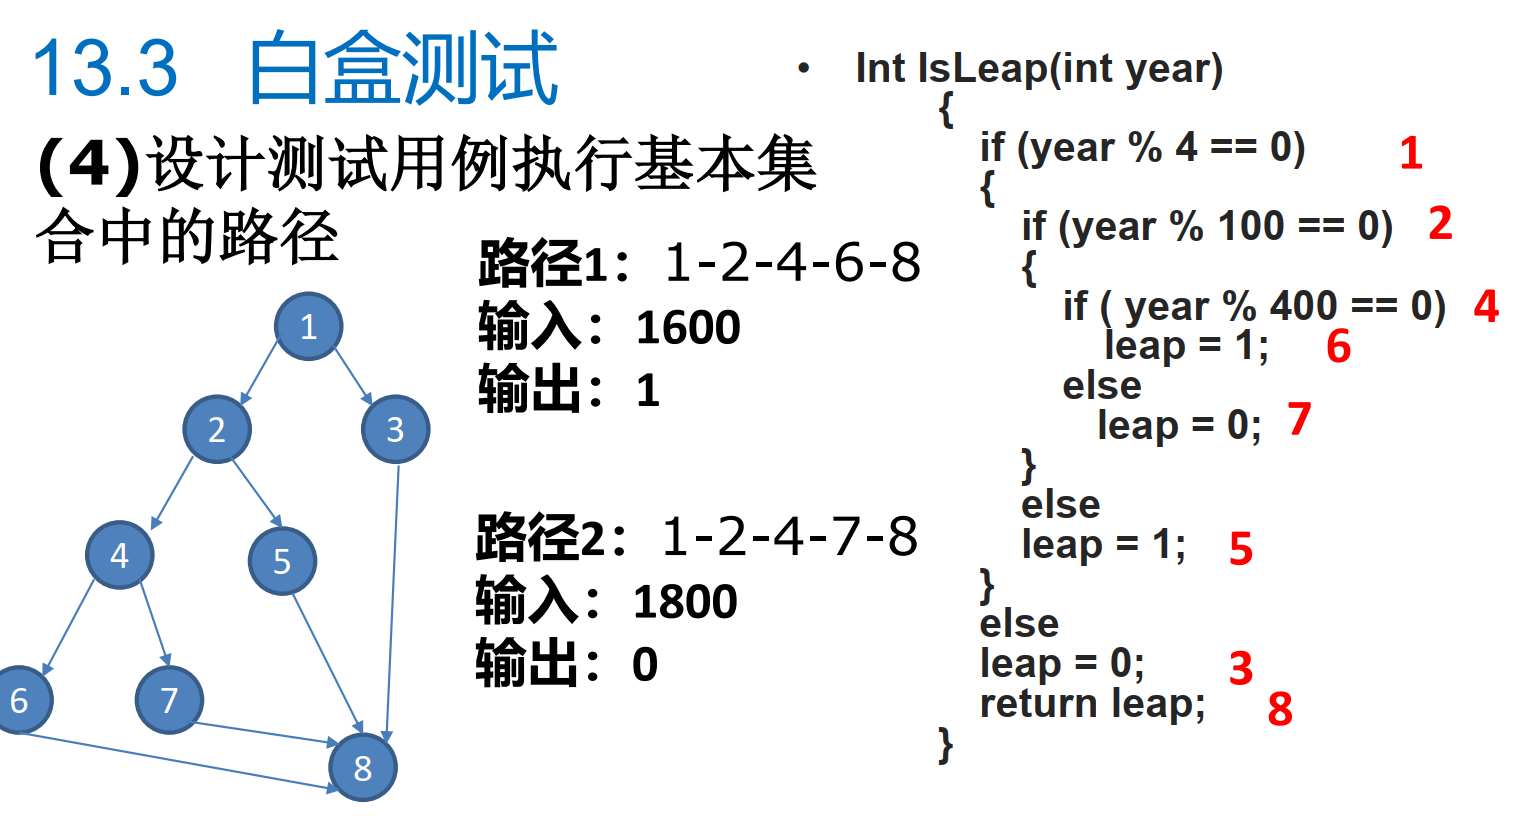 13.3 白盒测试
(4)设计测试用例执行基本集
合中的路径
路径1：1-2-4-6-8
输入：1600
输出：1
路径2：1-2-4-7-8
输入：1800
输出：0
1
2
3
4
5
6
7
8
• Int IsLeap(int year)
{
if (year % 4 == 0) 1
{
if (year % 100 == 0) 2
{
if ( year % 400 == 0) 4
leap = 1; 6
else
leap = 0; 7
}
else
leap = 1; 5
}
else
leap = 0; 3
return leap; 8
}